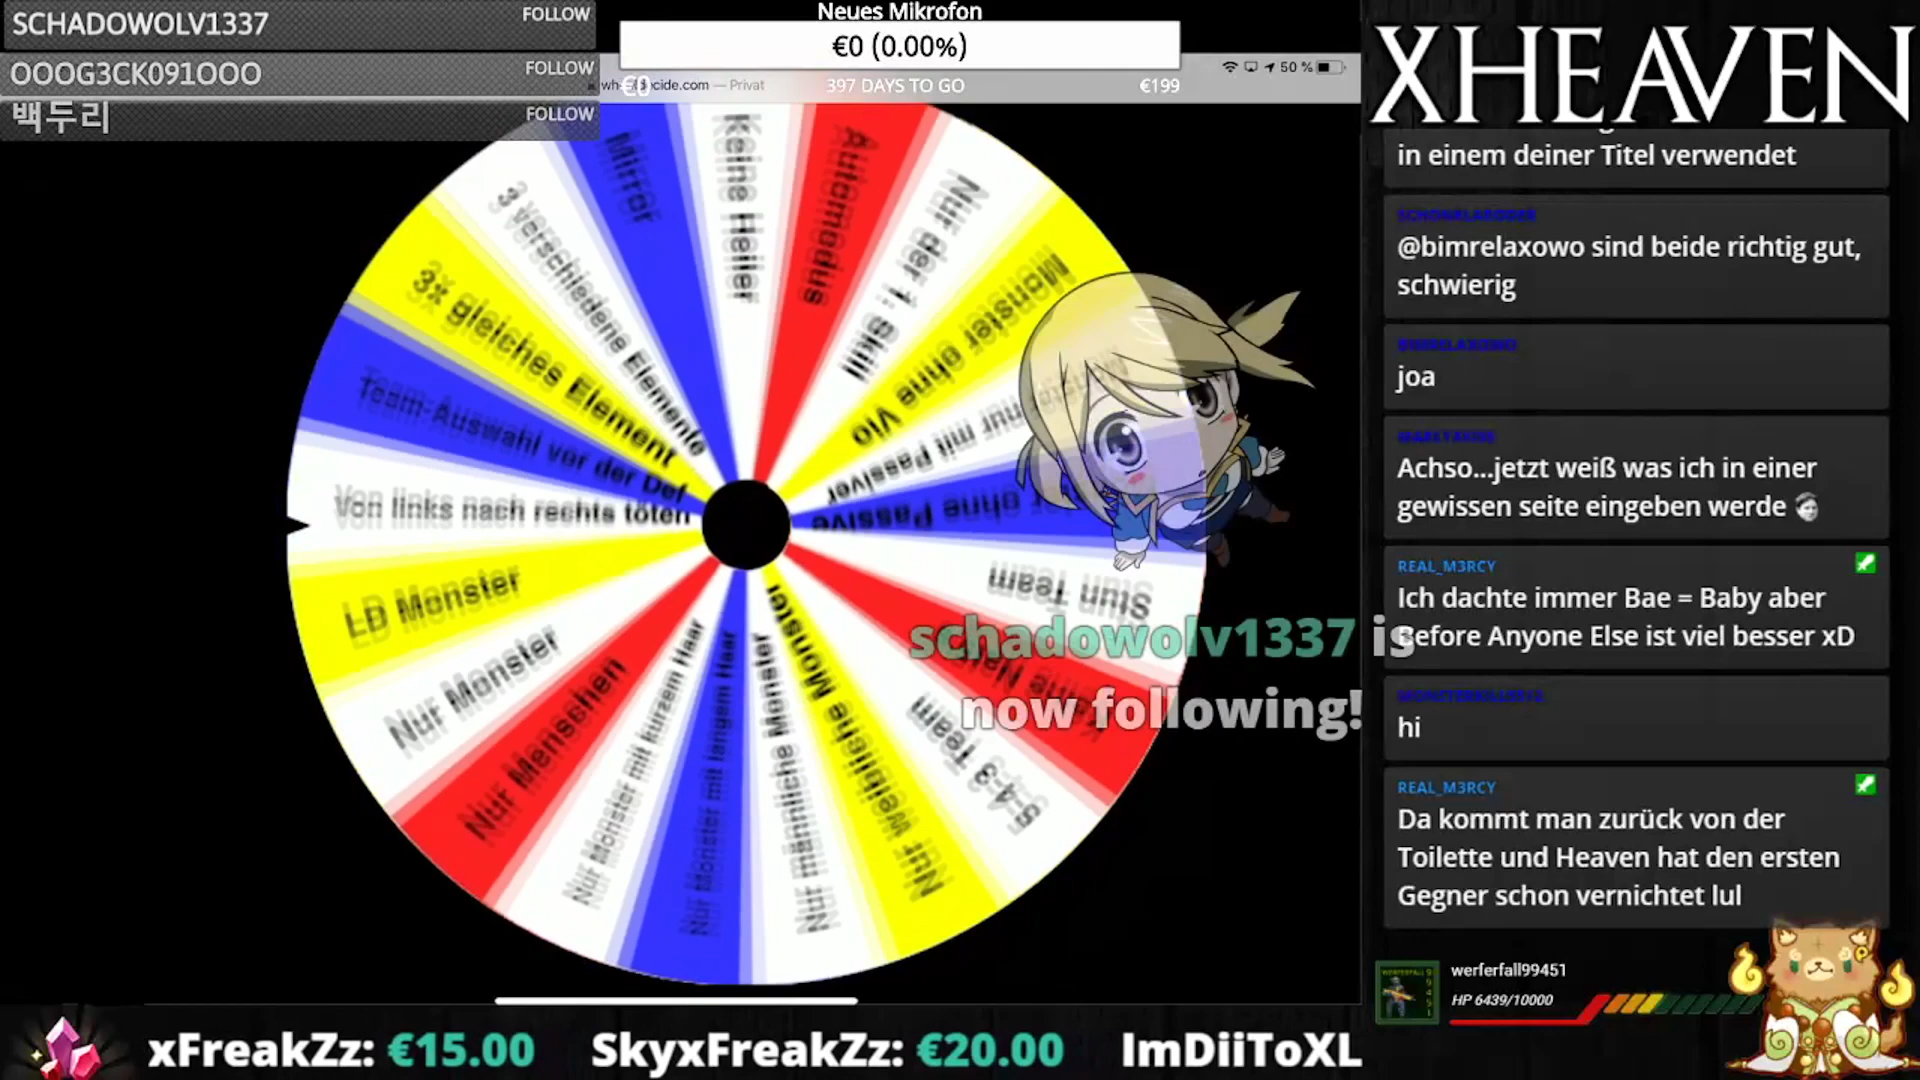 SCHADOWOLV1337 FOLLOW
OOOG3CK091OOO FOLLOW
백두리 FOLLOW
Neues Mikrofon
€0 (0.00%)
€0 397 DAYS TO GO €199
decide.com — Privat
50 %
XHEAVEN
Mirror
Keine Heiler
Automodus
Nur der 1. skill
Monster ohne Vio
nur mit Passiver
ohne Passive
Stun Team
5-4-3 Team
Nur weibliche Monster
Nur männliche Monster
Nur Monster mit langem Haar
Nur Monster mit kurzem Haar
Nur Menschen
Nur Monster
LD Monster
Von links nach rechts töten
Team-Auswahl vor der Def
3x gleiches Element
3 verschiedene Elemente
schadowolv1337 is
now following!
in einem deiner Titel verwendet
@bimrelaxowo sind beide richtig gut,
schwierig
BIMRELAXOWO
joa
Achso...jetzt weiß was ich in einer
gewissen seite eingeben werde
REAL_M3RCY
Ich dachte immer Bae = Baby aber
Before Anyone Else ist viel besser xD
hi
REAL_M3RCY
Da kommt man zurück von der
Toilette und Heaven hat den ersten
Gegner schon vernichtet lul
werferfall99451
HP 6439/10000
xFreakZz: €15.00 SkyxFreakZz: €20.00 ImDiiToXL